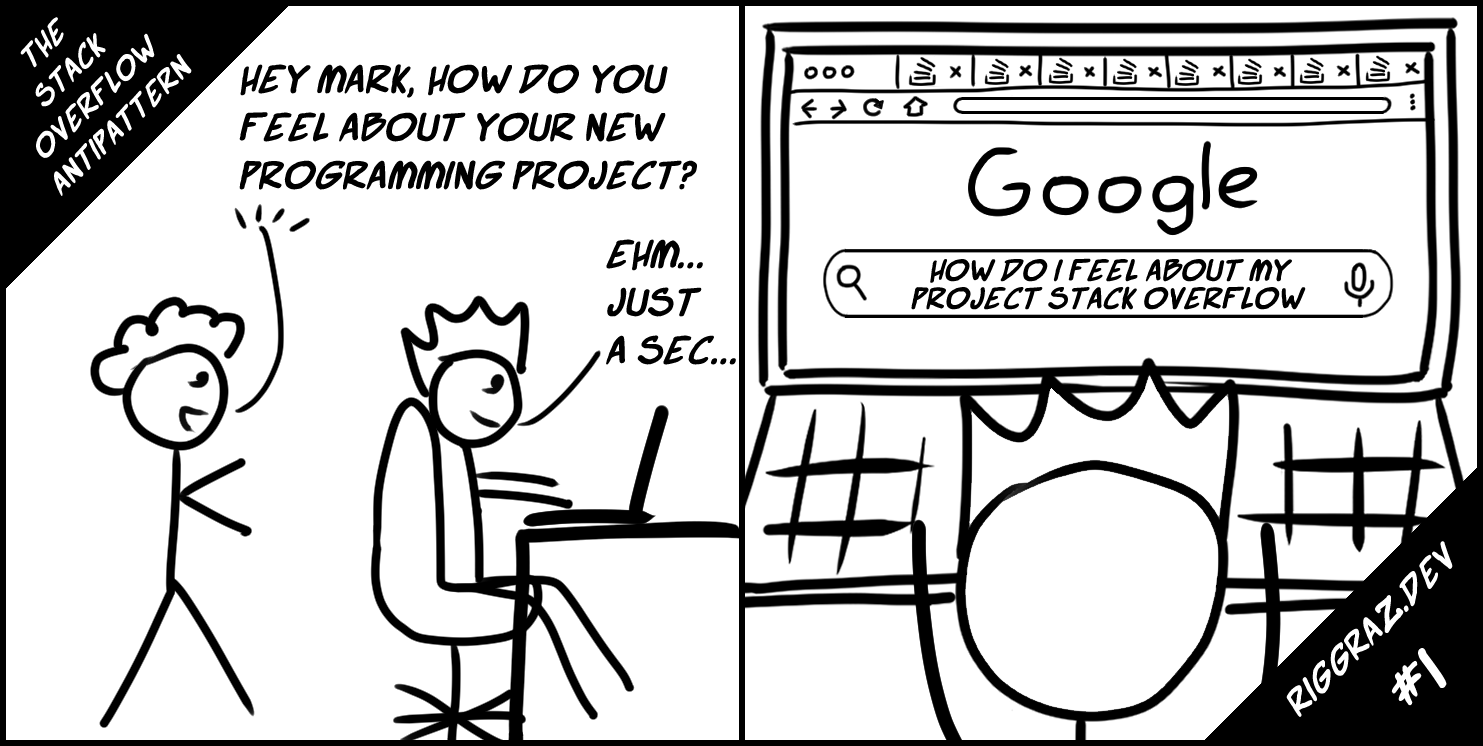 THE
STACK
OVERFLOW
ANTIPATTERN
HEY MARK, HOW DO YOU
FEEL ABOUT YOUR NEW
PROGRAMMING PROJECT?
EHM...
JUST
A SEC...
Google
HOW DO I FEEL ABOUT MY
PROJECT STACK OVERFLOW
RIGGRAZ.DEV
#1